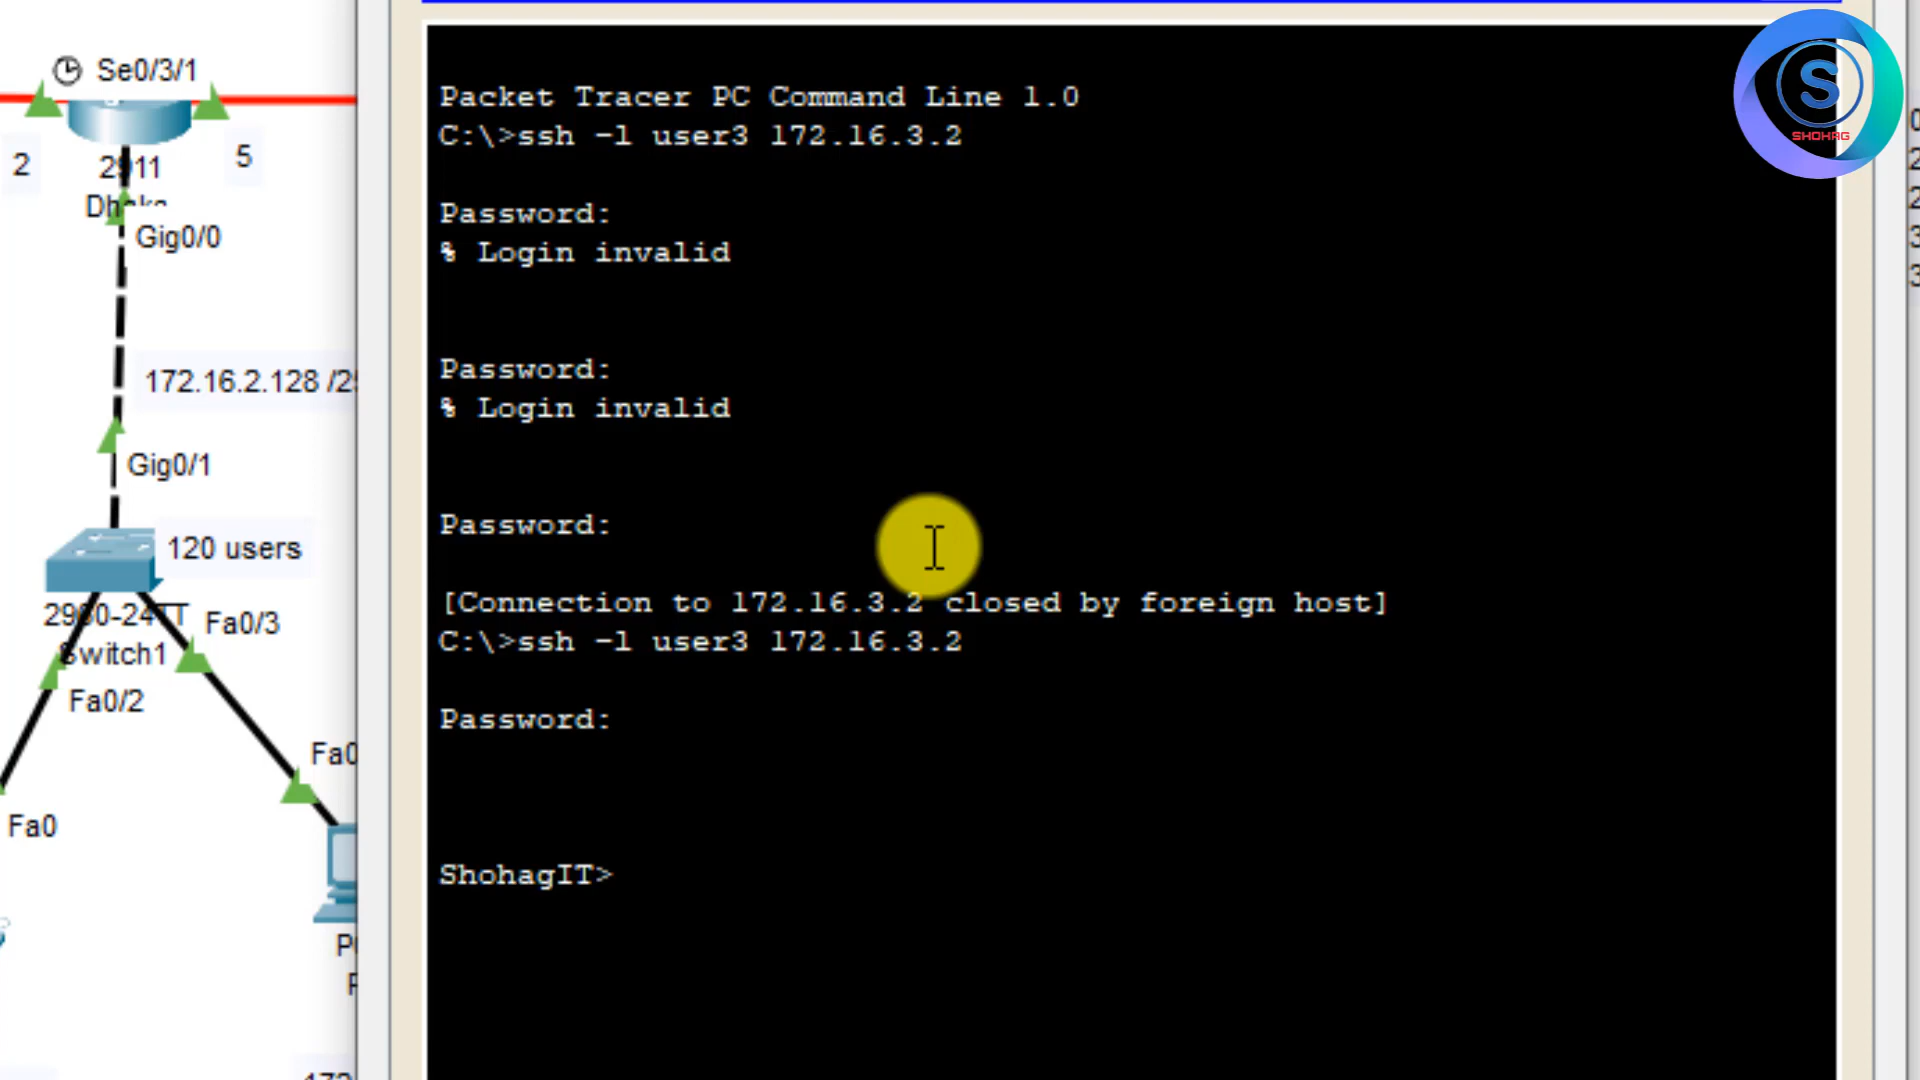 Se0/3/1
2
2911
5
Gig0/0
172.16.2.128
Gig0/1
120 users
Switch1
Fa0/3
Fa0/2
Fa0
Packet Tracer PC Command Line 1.0
C:\>ssh -l user3 172.16.3.2
Password:
% Login invalid
Password:
% Login invalid
Password:
[Connection to 172.16.3.2 closed by foreign host]
C:\>ssh -l user3 172.16.3.2
Password:
ShohagIT>
S
SHOHAG